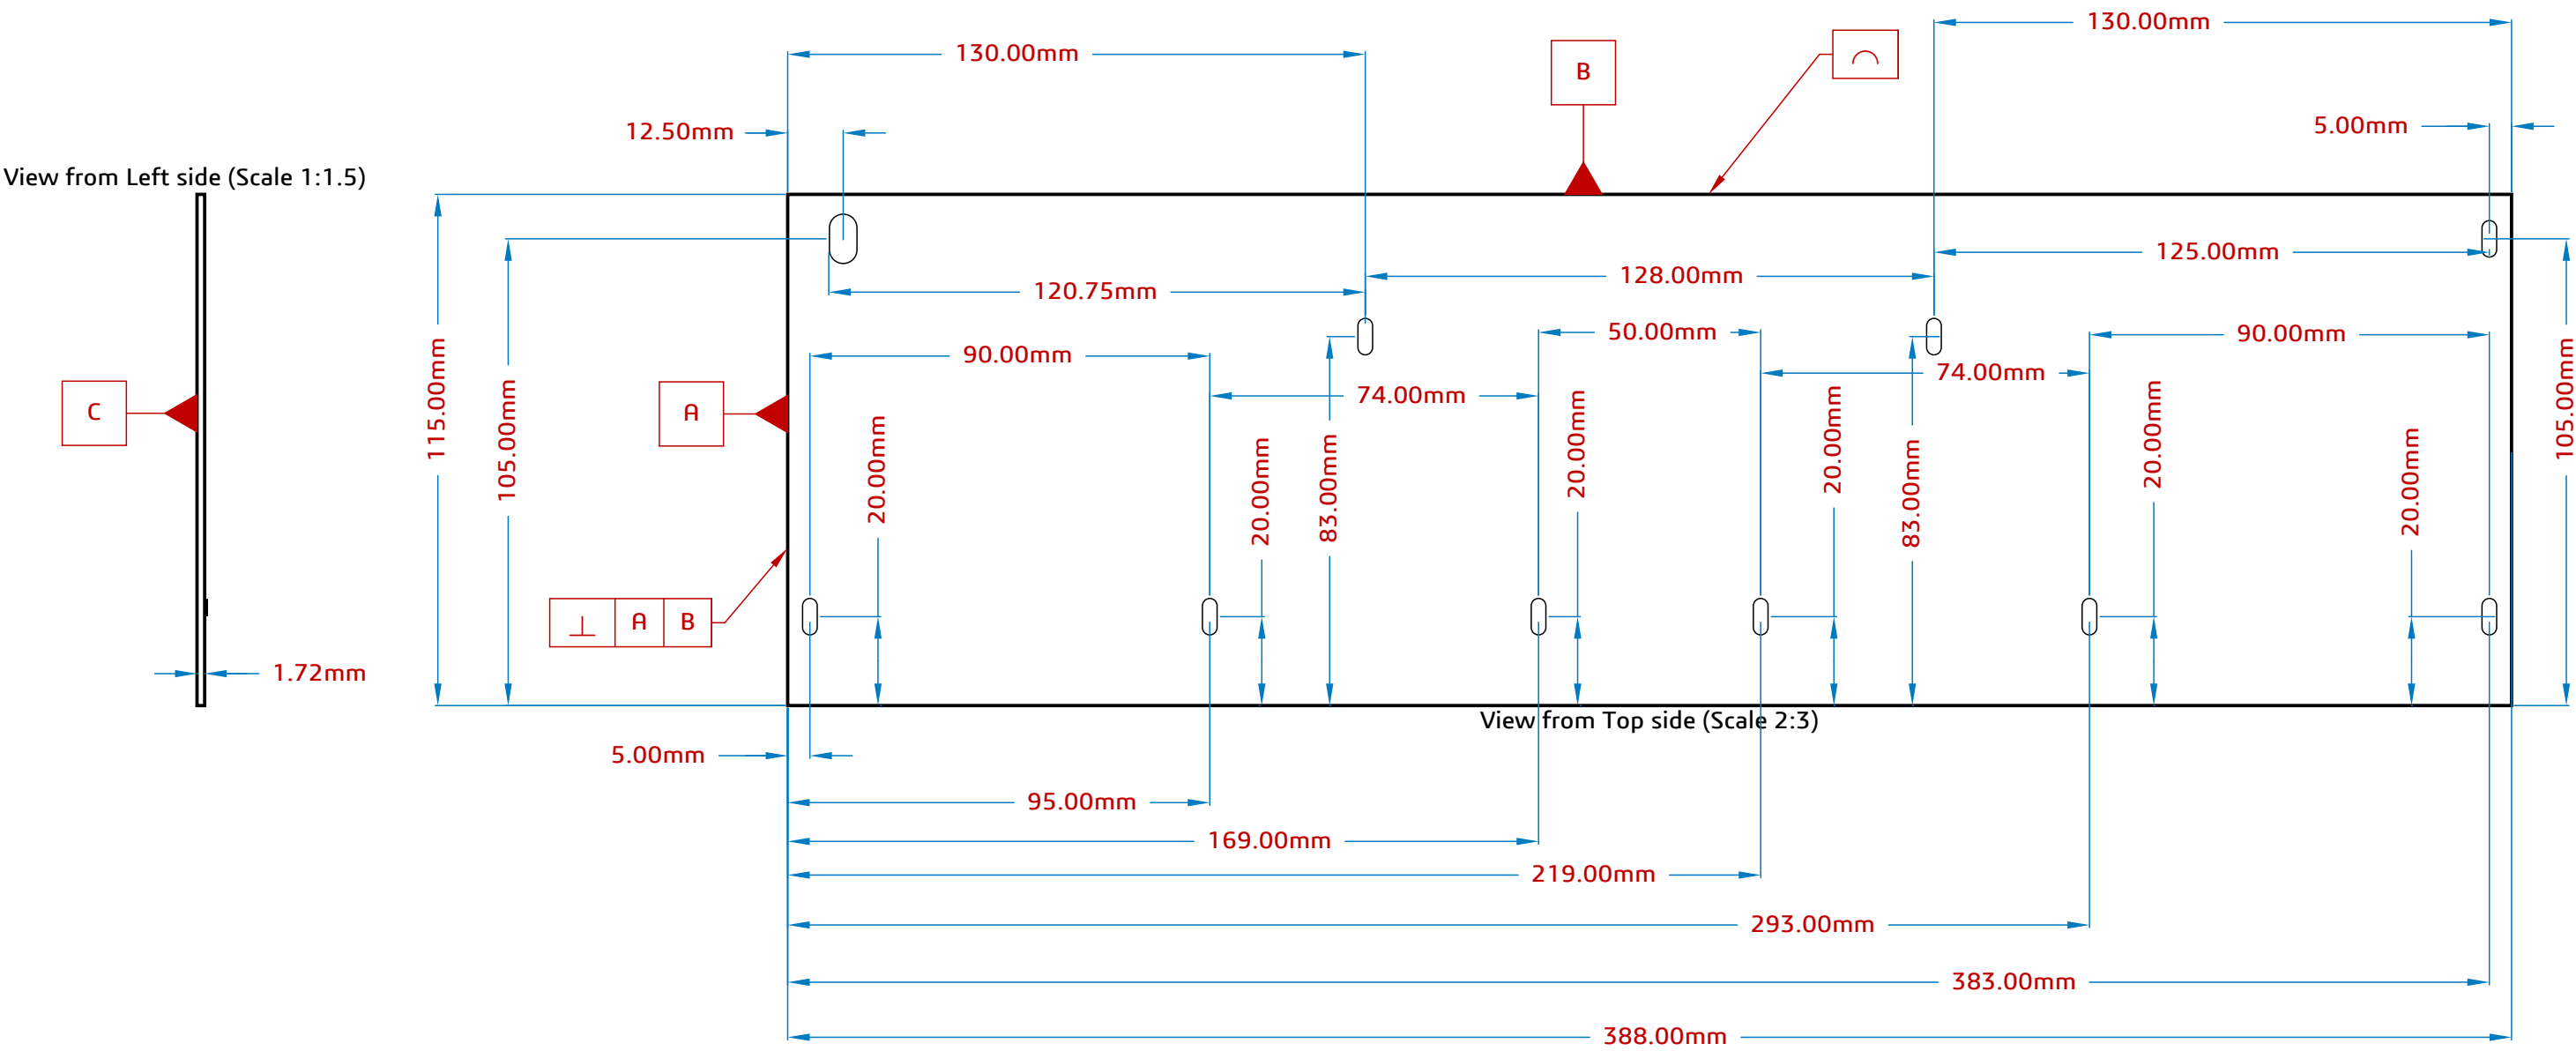 130.00mm
130.00mm
B
⌒
12.50mm
5.00mm
View from Left side (Scale 1:1.5)
125.00mm
128.00mm
120.75mm
50.00mm
90.00mm
90.00mm
74.00mm
74.00mm
C
A
115.00mm
105.00mm
20.00mm
20.00mm
83.00mm
20.00mm
20.00mm
83.00mm
20.00mm
20.00mm
105.00mm
⊥ A B
1.72mm
View from Top side (Scale 2:3)
5.00mm
95.00mm
169.00mm
219.00mm
293.00mm
383.00mm
388.00mm